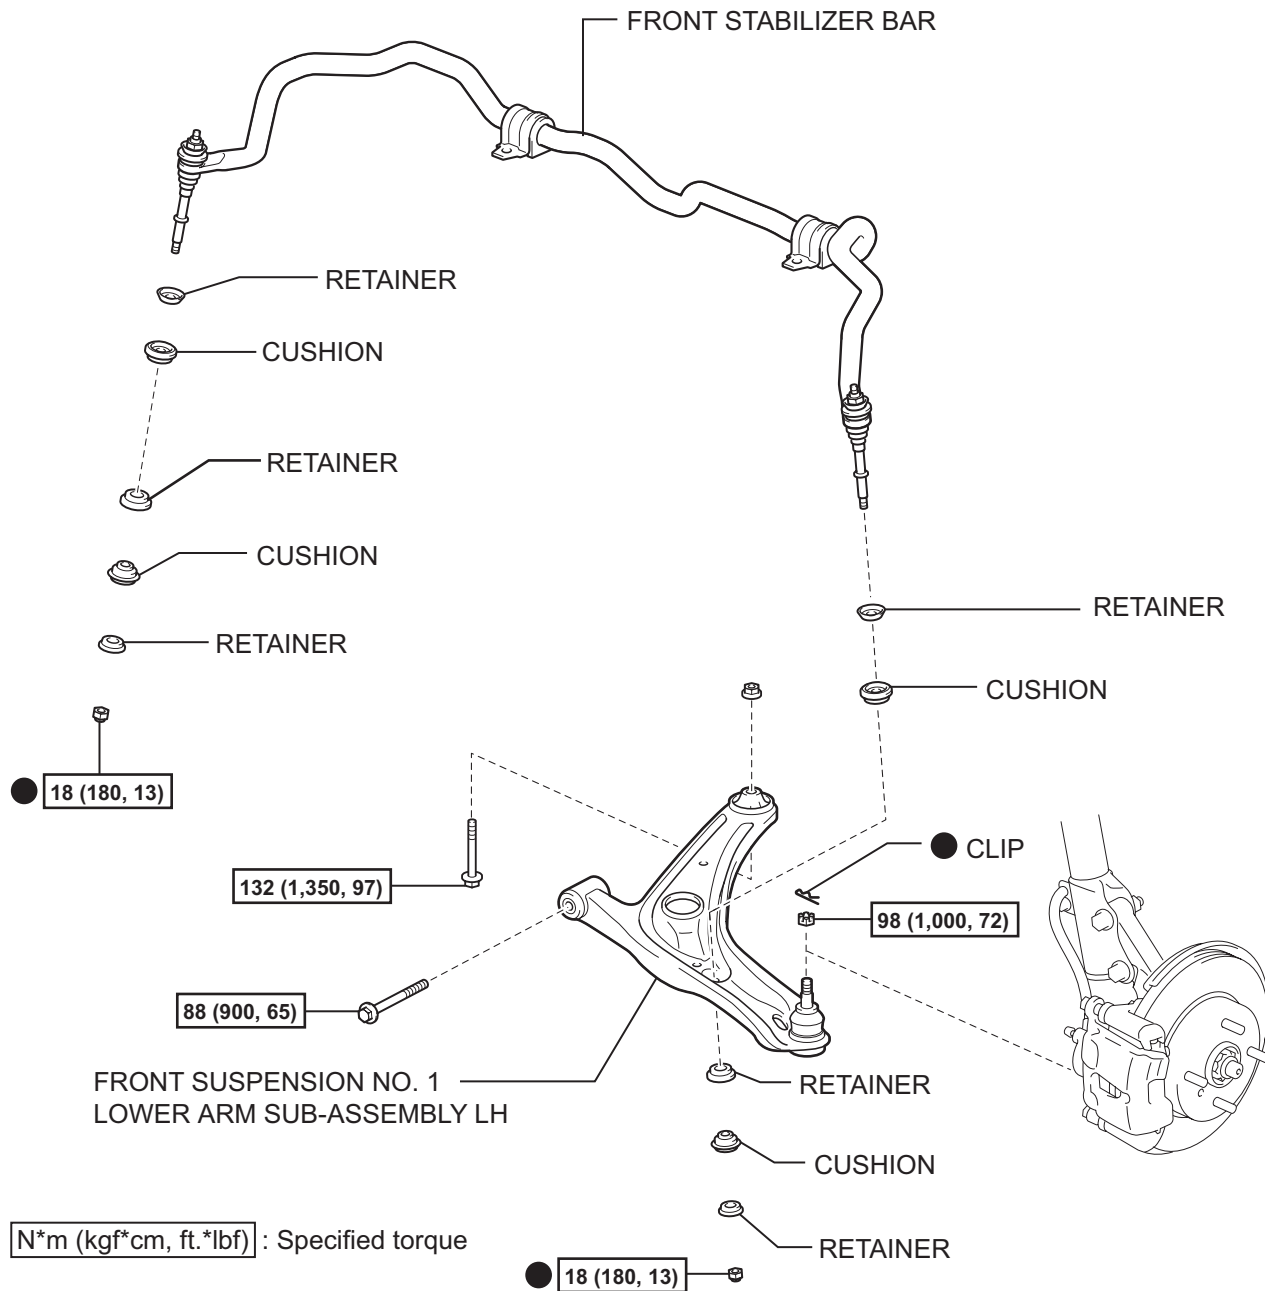 FRONT STABILIZER BAR
RETAINER
CUSHION
RETAINER
CUSHION
RETAINER
RETAINER
CUSHION
18 (180, 13)
CLIP
132 (1,350, 97)
98 (1,000, 72)
88 (900, 65)
FRONT SUSPENSION NO. 1
LOWER ARM SUB-ASSEMBLY LH
RETAINER
CUSHION
RETAINER
N*m (kgf*cm, ft.*lbf) : Specified torque
18 (180, 13)